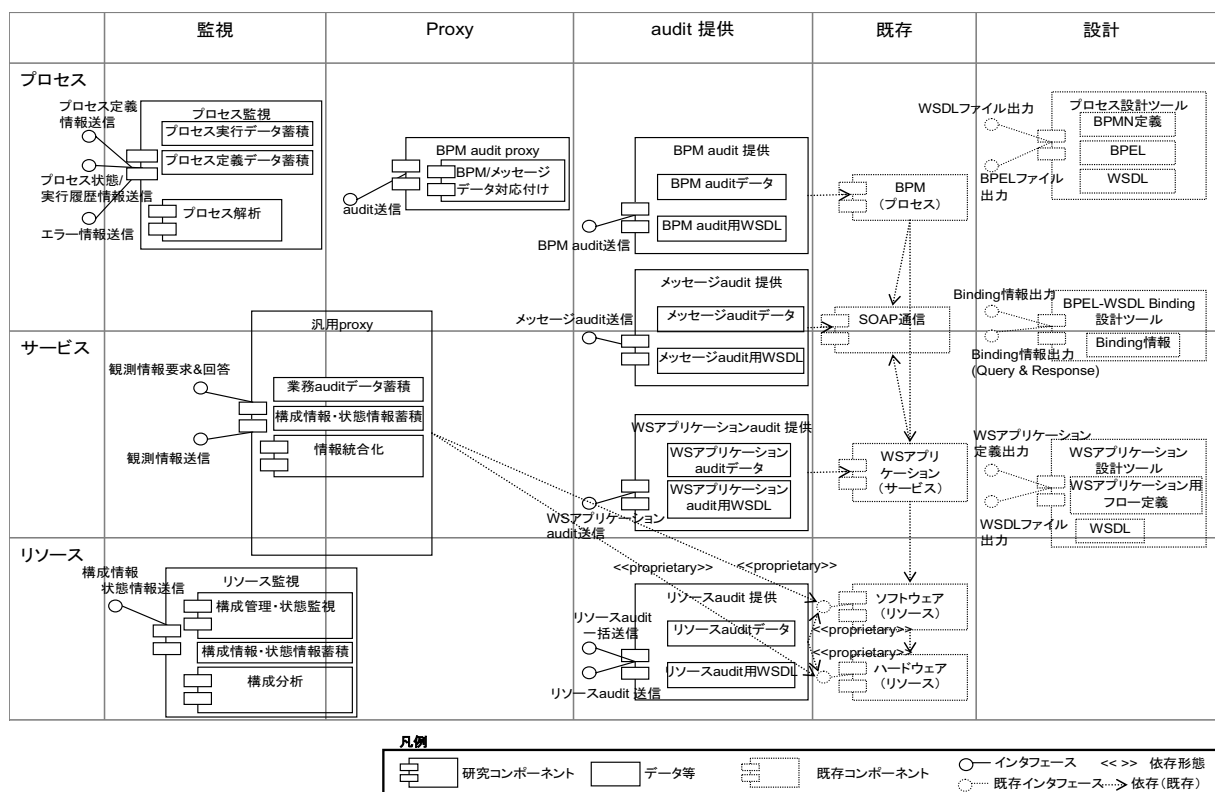 監視
Proxy
audit 提供
既存
設計
プロセス
プロセス定義
情報送信
プロセス状態/
実行履歴情報送信
エラー情報送信
プロセス監視
プロセス実行データ蓄積
プロセス定義データ蓄積
プロセス解析
BPM audit proxy
BPM/メッセージ
データ対応付け
audit送信
BPM audit 提供
BPM auditデータ
BPM audit用WSDL
BPM audit送信
BPM
(プロセス)
WSDLファイル出力
BPELファイル
出力
プロセス設計ツール
BPMN定義
BPEL
WSDL
メッセージaudit 提供
メッセージauditデータ
メッセージaudit用WSDL
メッセージaudit送信
SOAP通信
Binding情報出力
Binding情報出力
(Query & Response)
BPEL-WSDL Binding
設計ツール
Binding情報
サービス
観測情報要求&回答
観測情報送信
汎用proxy
業務auditデータ蓄積
構成情報・状態情報蓄積
情報統合化
WSアプリケーションaudit 提供
WSアプリケーション
auditデータ
WSアプリケーション
audit用WSDL
WSアプリケーション
audit送信
WSアプリ
ケーション
(サービス)
WSアプリケーション
定義出力
WSDLファイル
出力
WSアプリケーション
設計ツール
WSアプリケーション用
フロー定義
WSDL
リソース
構成情報
状態情報送信
リソース監視
構成管理・状態監視
構成情報・状態情報蓄積
構成分析
<<proprietary>>
<<proprietary>>
リソースaudit 提供
リソースaudit
一括送信
リソースauditデータ
リソースaudit用WSDL
リソースaudit 送信
ソフトウェア
(リソース)
<<proprietary>>
<<proprietary>>
ハードウェア
(リソース)
凡例
研究コンポーネント
データ等
既存コンポーネント
インタフェース
<< >> 依存形態
既存インタフェース
依存(既存)